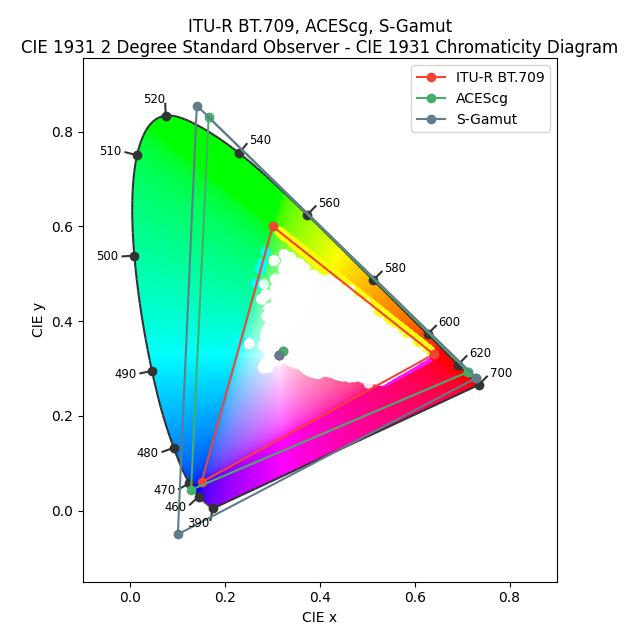 ITU-R BT.709, ACEScg, S-Gamut
CIE 1931 2 Degree Standard Observer - CIE 1931 Chromaticity Diagram
ITU-R BT.709
ACEScg
S-Gamut
520
540
510
560
500
580
600
620
490
700
480
470
460
390
0.8
0.6
0.4
0.2
0.0
CIE y
0.0 0.2 0.4 0.6 0.8
CIE x